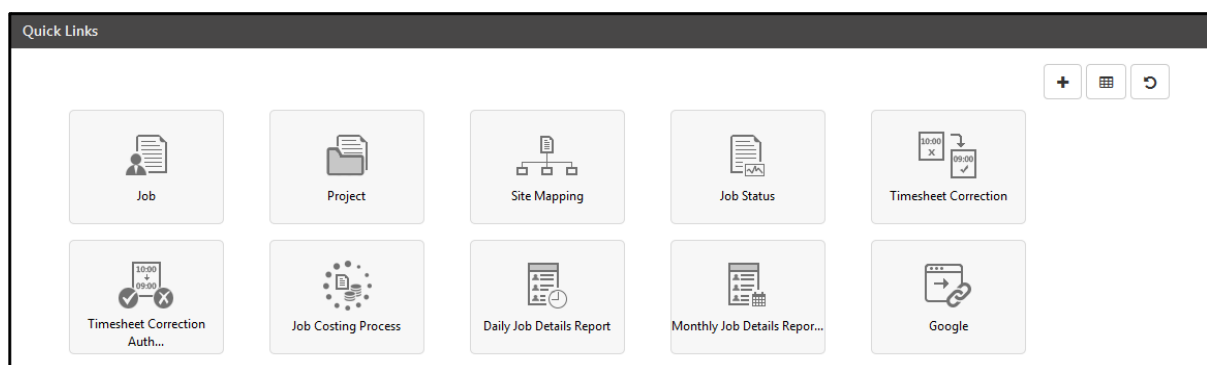 Quick Links
10:00
X
09:00
✓
Job
Project
Site Mapping
Job Status
Timesheet Correction
10:00
09:00
Timesheet Correction
Auth...
Job Costing Process
Daily Job Details Report
Monthly Job Details Repor...
Google